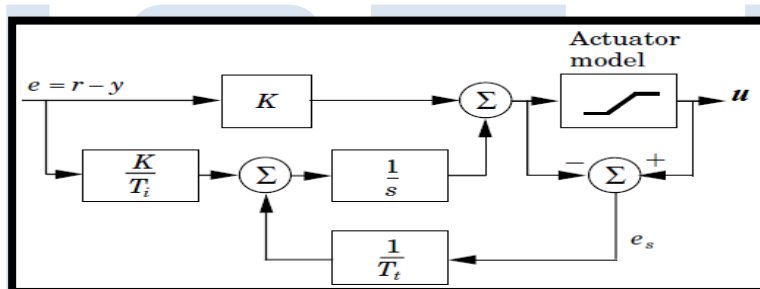 Actuator
model
e = r − y
K
Σ
u
K/T_i
Σ
1/s
− Σ +
1/T_t
e_s